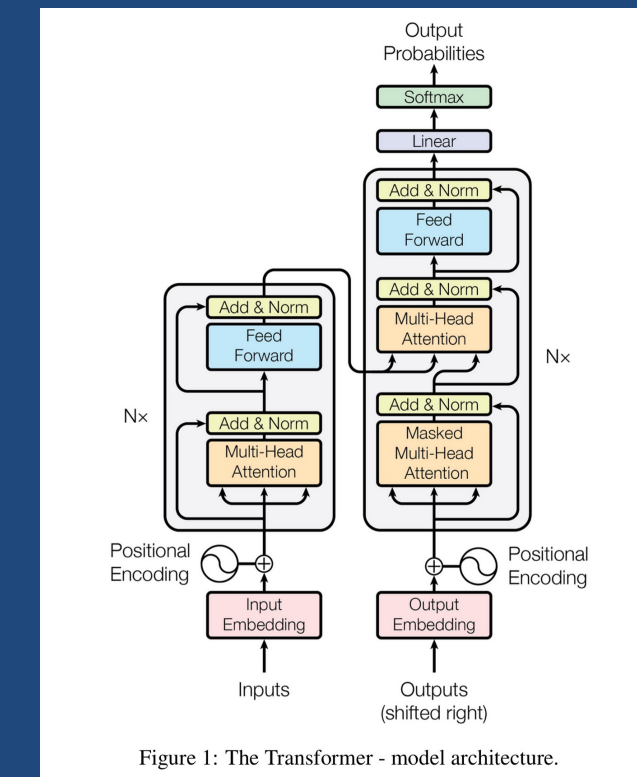 Output
Probabilities
Softmax
Linear
Add & Norm
Feed
Forward
Add & Norm
Multi-Head
Attention
Add & Norm
Masked
Multi-Head
Attention
N×
Add & Norm
Feed
Forward
Add & Norm
Multi-Head
Attention
N×
Positional
Encoding
Positional
Encoding
Input
Embedding
Output
Embedding
Inputs
Outputs
(shifted right)
Figure 1: The Transformer - model architecture.